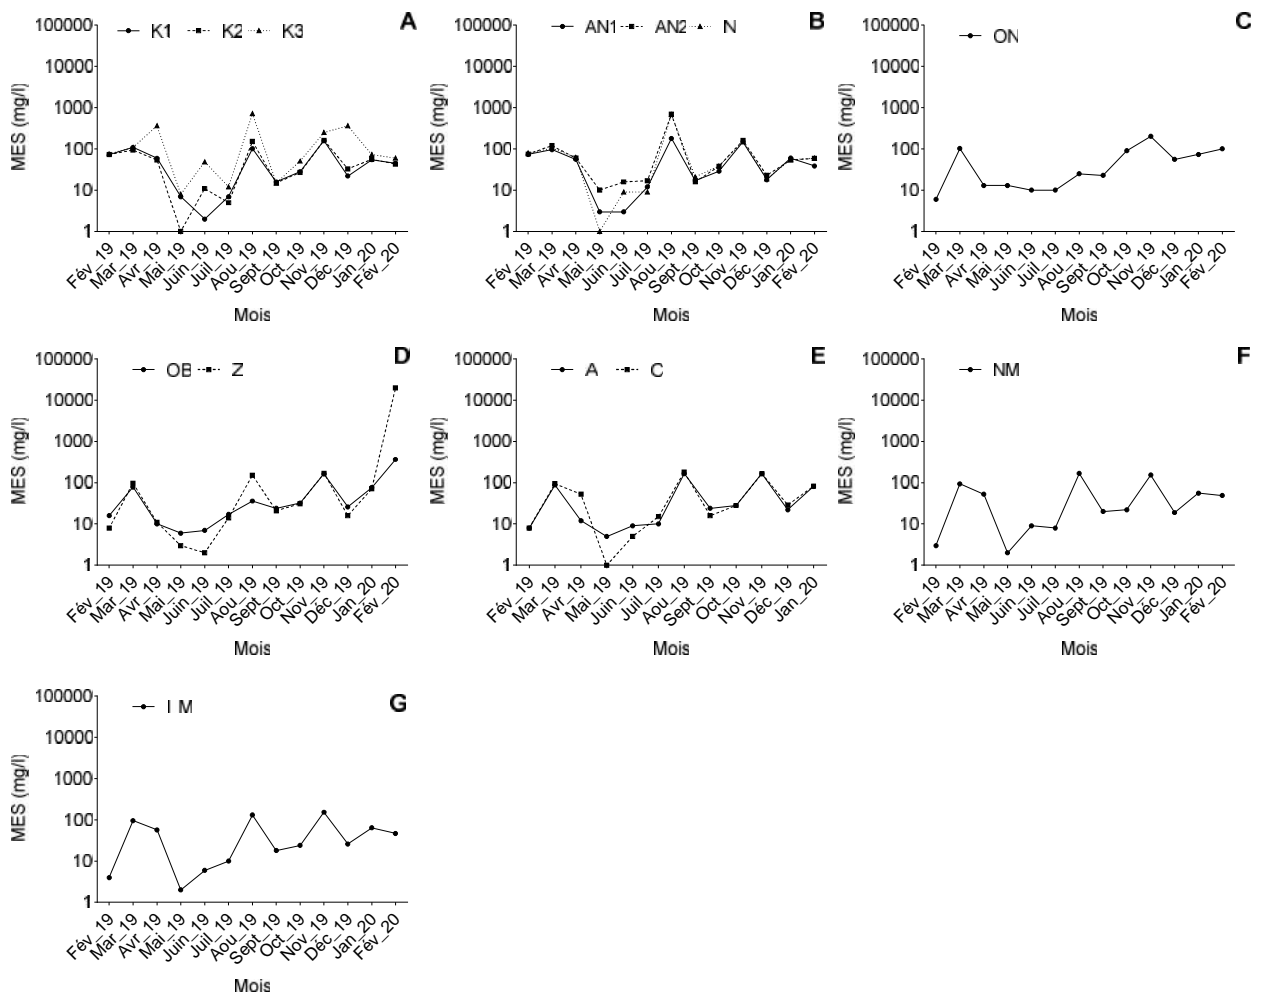 A
K1 K2 K3
MES (mg/l)
100000
10000
1000
100
10
1
Fév_19 Mar_19 Avr_19 Mai_19 Juin_19 Juil_19 Aou_19 Sept_19 Oct_19 Nov_19 Déc_19 Jan_20 Fév_20
Mois
B
AN1 AN2 N
MES (mg/l)
100000
10000
1000
100
10
1
Fév_19 Mar_19 Avr_19 Mai_19 Juin_19 Juil_19 Aou_19 Sept_19 Oct_19 Nov_19 Déc_19 Jan_20 Fév_20
Mois
C
ON
MES (mg/l)
100000
10000
1000
100
10
1
Fév_19 Mar_19 Avr_19 Mai_19 Juin_19 Juil_19 Aou_19 Sept_19 Oct_19 Nov_19 Déc_19 Jan_20 Fév_20
Mois
D
OB Z
MES (mg/l)
100000
10000
1000
100
10
1
Fév_19 Mar_19 Avr_19 Mai_19 Juin_19 Juil_19 Aou_19 Sept_19 Oct_19 Nov_19 Déc_19 Jan_20 Fév_20
Mois
E
A C
MES (mg/l)
100000
10000
1000
100
10
1
Fév_19 Mar_19 Avr_19 Mai_19 Juin_19 Juil_19 Aou_19 Sept_19 Oct_19 Nov_19 Déc_19 Jan_20
Mois
F
NM
MES (mg/l)
100000
10000
1000
100
10
1
Fév_19 Mar_19 Avr_19 Mai_19 Juin_19 Juil_19 Aou_19 Sept_19 Oct_19 Nov_19 Déc_19 Jan_20 Fév_20
Mois
G
I M
MES (mg/l)
100000
10000
1000
100
10
1
Fév_19 Mar_19 Avr_19 Mai_19 Juin_19 Juil_19 Aou_19 Sept_19 Oct_19 Nov_19 Déc_19 Jan_20 Fév_20
Mois